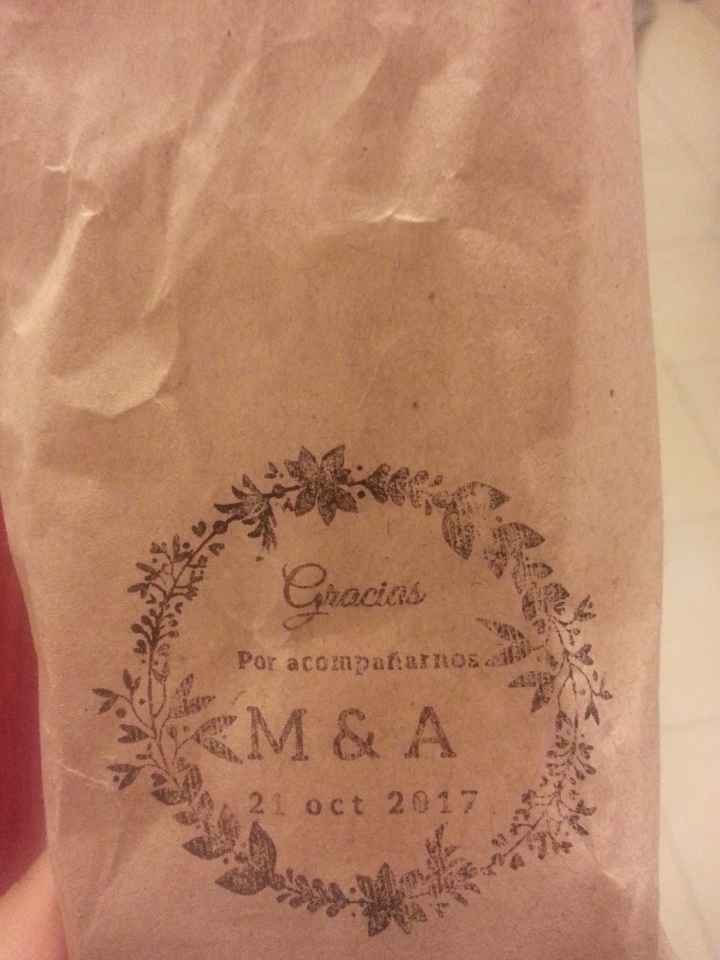 Gracias
Por acompañarnos
M & A
21 oct 2017